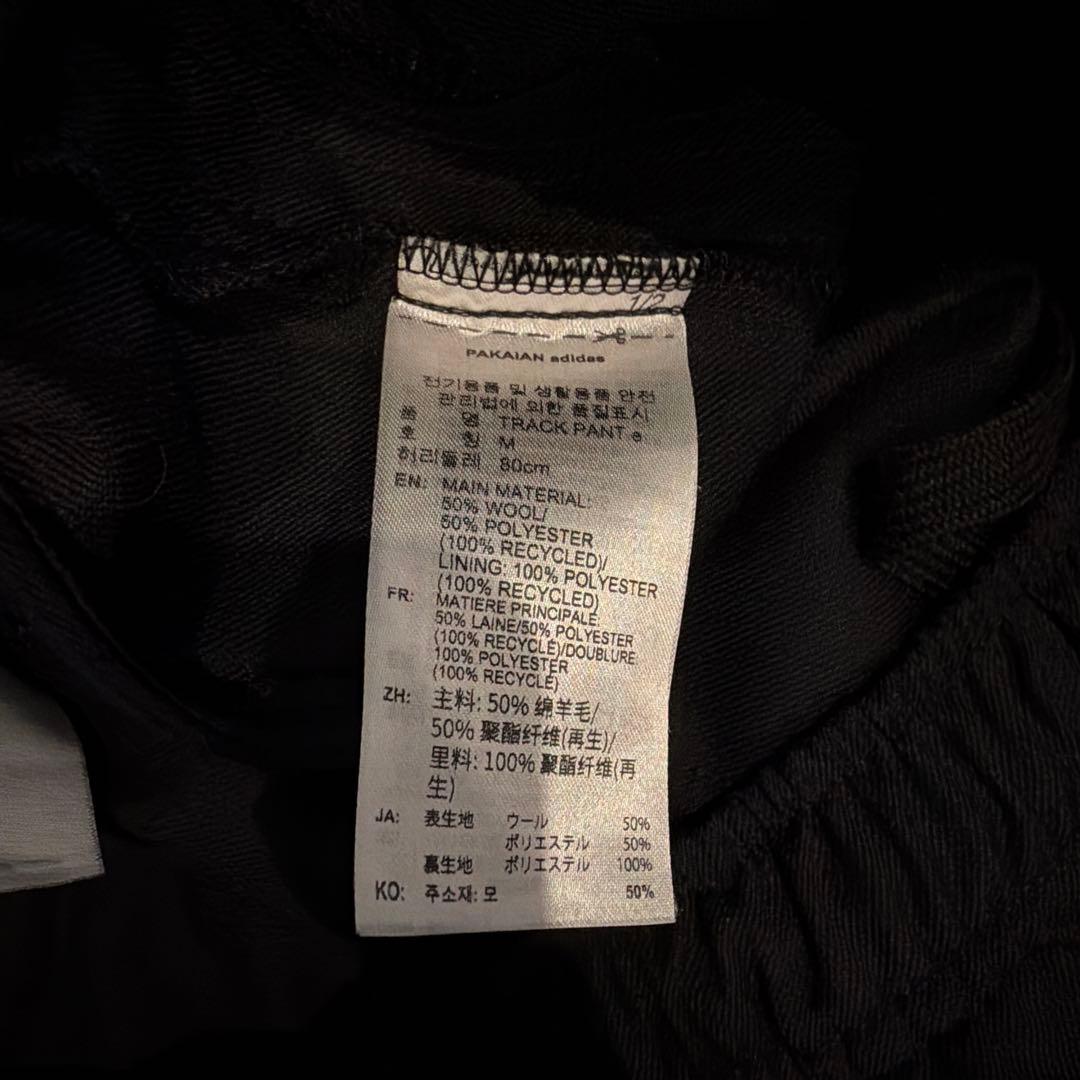 1/2
PAKAIAN adidas
전기용품 및 생활용품 안전
관리법에 의한 품질표시
품 명 TRACK PANT e
호 칭 M
허리둘레 80cm
EN: MAIN MATERIAL:
50% WOOL/
50% POLYESTER
(100% RECYCLED)/
LINING: 100% POLYESTER
(100% RECYCLED)
FR: MATIERE PRINCIPALE:
50% LAINE/50% POLYESTER
(100% RECYCLÉ)/DOUBLURE:
100% POLYESTER
(100% RECYCLÉ)
ZH: 主料: 50% 绵羊毛/
50% 聚酯纤维(再生)/
里料: 100% 聚酯纤维(再
生)
JA: 表生地 ウール 50%
ポリエステル 50%
裏生地 ポリエステル 100%
KO: 주소재: 모 50%